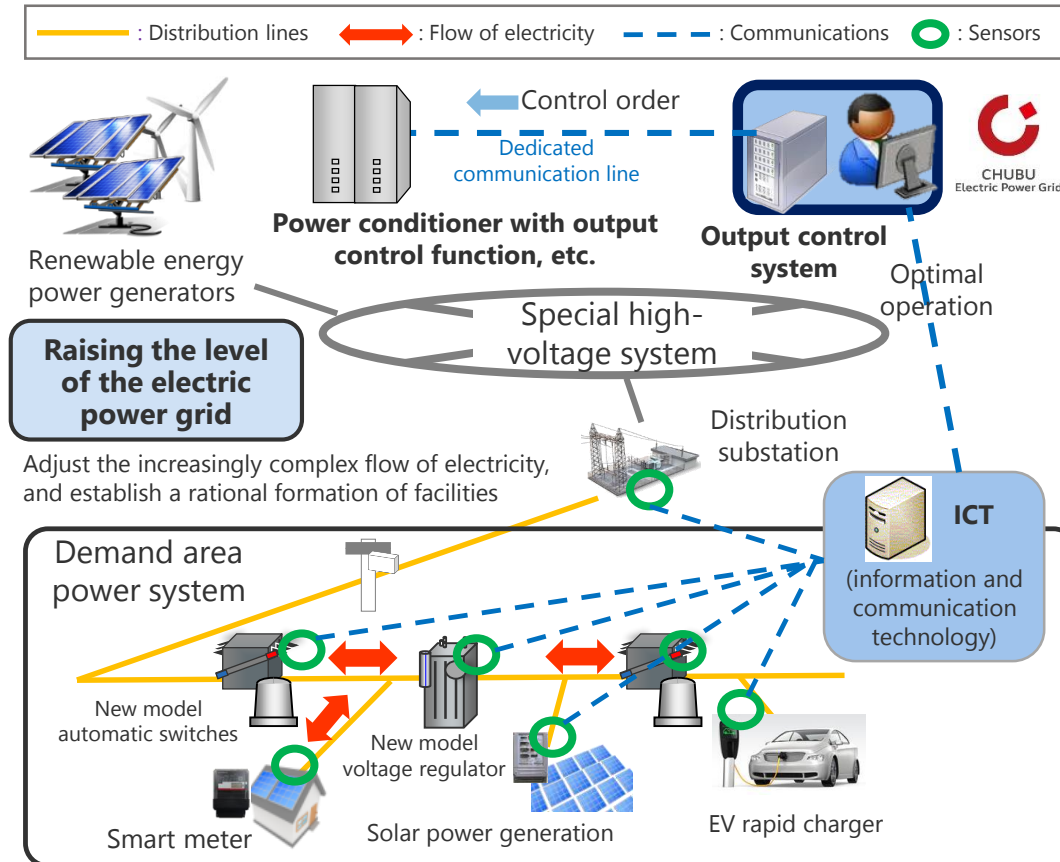 : Distribution lines
: Flow of electricity
: Communications
: Sensors
Control order
Dedicated
communication line
CHUBU
Electric Power Grid
Power conditioner with output
control function, etc.
Output control
system
Renewable energy
power generators
Optimal
operation
Special high-
voltage system
Raising the level
of the electric
power grid
Distribution
substation
Adjust the increasingly complex flow of electricity,
and establish a rational formation of facilities
ICT
(information and
communication
technology)
Demand area
power system
New model
automatic switches
New model
voltage regulator
Smart meter
Solar power generation
EV rapid charger